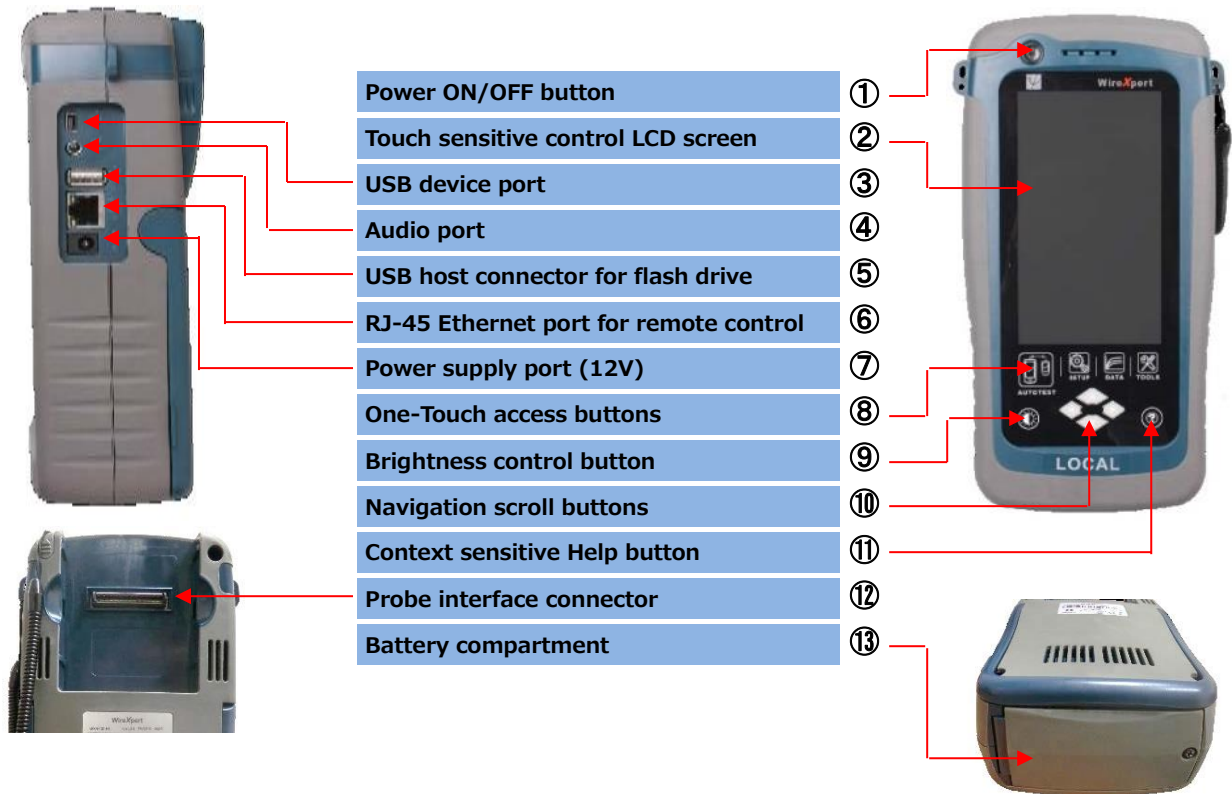 Power ON/OFF button ①
Touch sensitive control LCD screen ②
USB device port ③
Audio port ④
USB host connector for flash drive ⑤
RJ-45 Ethernet port for remote control ⑥
Power supply port (12V) ⑦
One-Touch access buttons ⑧
Brightness control button ⑨
Navigation scroll buttons ⑩
Context sensitive Help button ⑪
Probe interface connector ⑫
Battery compartment ⑬
WireXpert
AUTOTEST
SETUP
DATA
TOOLS
?
LOCAL
WireXpert